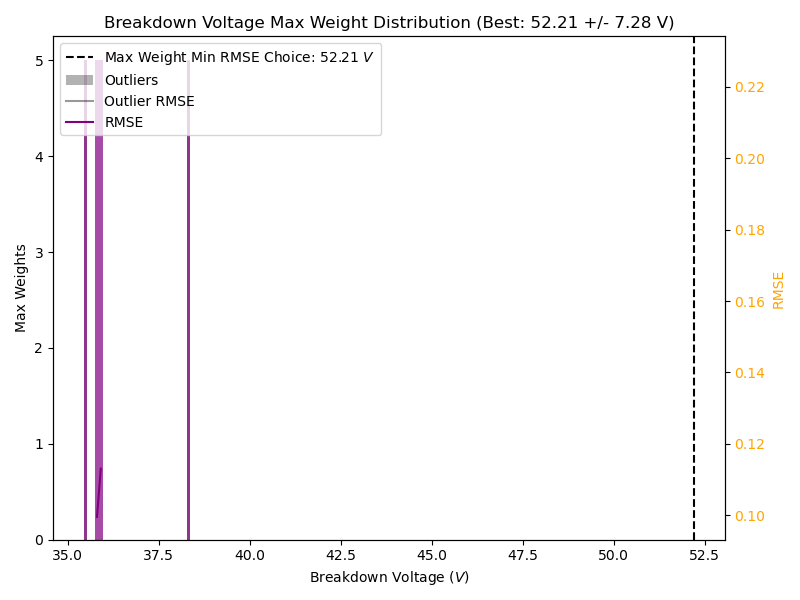 Breakdown Voltage Max Weight Distribution (Best: 52.21 +/- 7.28 V)
Max Weight Min RMSE Choice: 52.21 V
Outliers
Outlier RMSE
RMSE
5
4
3
2
1
0
Max Weights
0.22
0.20
0.18
0.16
0.14
0.12
0.10
RMSE
35.0 37.5 40.0 42.5 45.0 47.5 50.0 52.5
Breakdown Voltage (V)